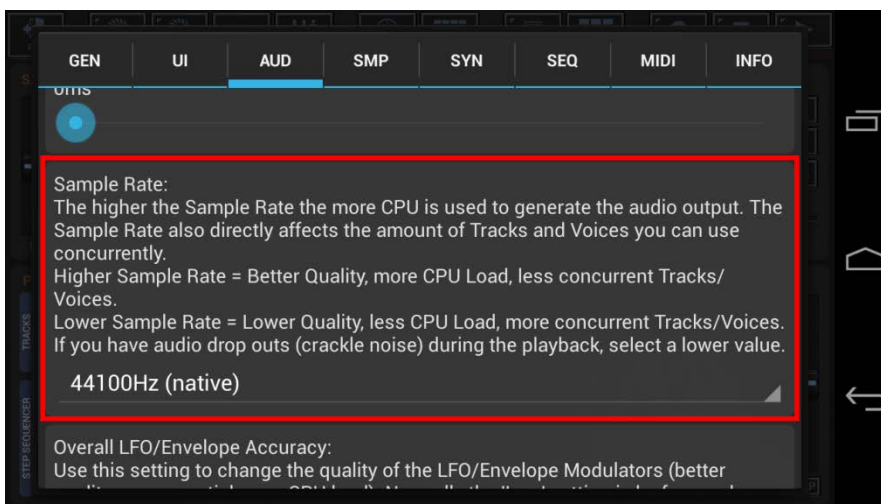 GEN UI AUD SMP SYN SEQ MIDI INFO
0ms
Sample Rate:
The higher the Sample Rate the more CPU is used to generate the audio output. The
Sample Rate also directly affects the amount of Tracks and Voices you can use
concurrently.
Higher Sample Rate = Better Quality, more CPU Load, less concurrent Tracks/
Voices.
Lower Sample Rate = Lower Quality, less CPU Load, more concurrent Tracks/Voices.
If you have audio drop outs (crackle noise) during the playback, select a lower value.
44100Hz (native)
Overall LFO/Envelope Accuracy:
Use this setting to change the quality of the LFO/Envelope Modulators (better
TRACKS
STEP SEQUENCER